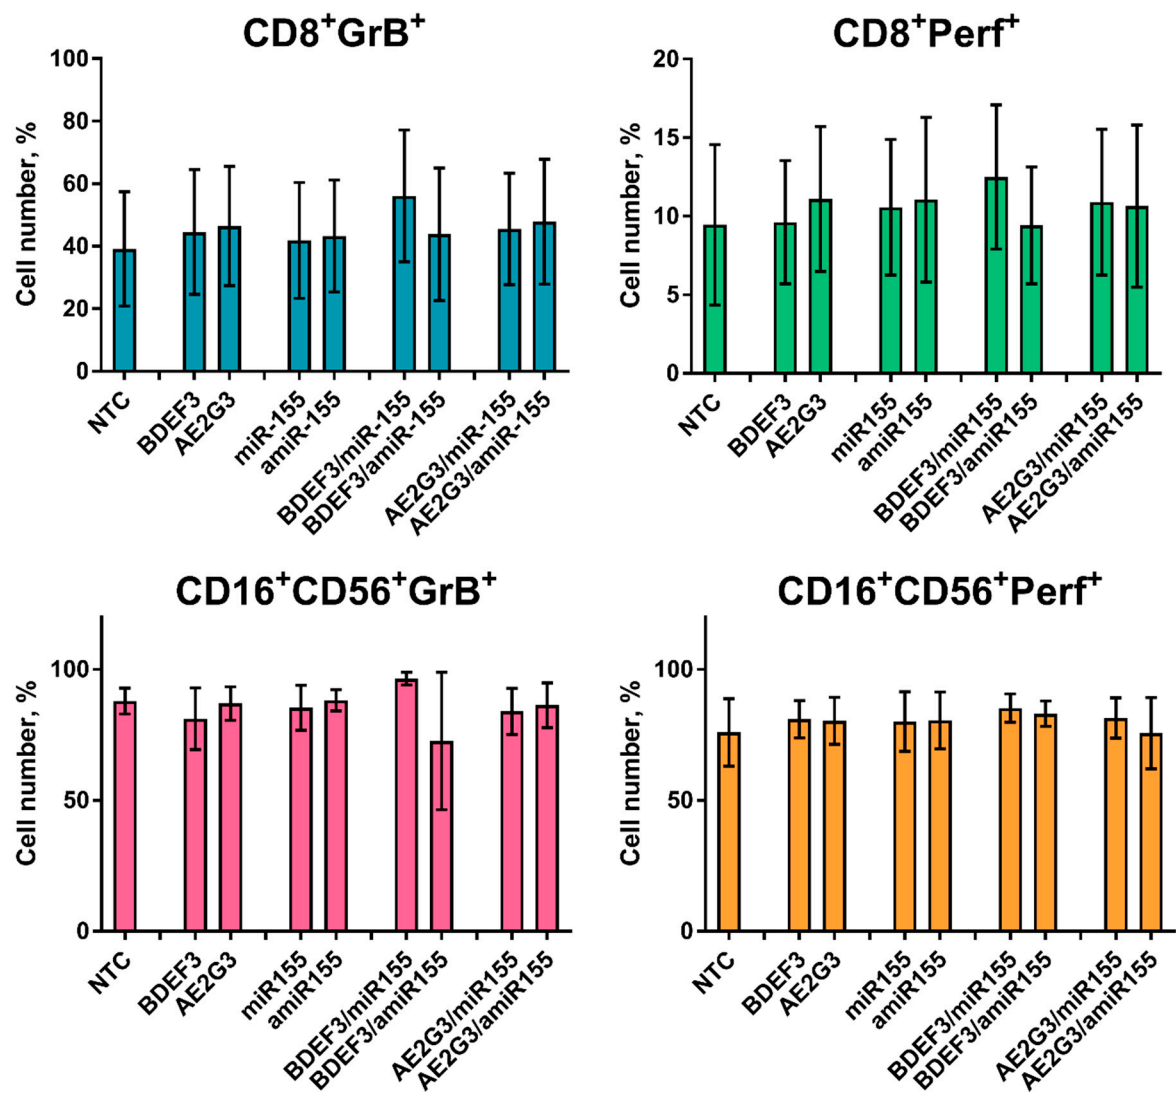 CD8⁺GrB⁺
Cell number, %
100
80
60
40
20
0
NTC
BDEF3
AE2G3
miR-155
amiR-155
BDEF3/miR-155
BDEF3/amiR-155
AE2G3/miR-155
AE2G3/amiR-155
CD8⁺Perf⁺
Cell number, %
20
15
10
5
0
NTC
BDEF3
AE2G3
miR155
amiR155
BDEF3/miR155
BDEF3/amiR155
AE2G3/miR155
AE2G3/amiR155
CD16⁺CD56⁺GrB⁺
Cell number, %
100
50
0
NTC
BDEF3
AE2G3
miR155
amiR155
BDEF3/miR155
BDEF3/amiR155
AE2G3/miR155
AE2G3/amiR155
CD16⁺CD56⁺Perf⁺
Cell number, %
100
50
0
NTC
BDEF3
AE2G3
miR155
amiR155
BDEF3/miR155
BDEF3/amiR155
AE2G3/miR155
AE2G3/amiR155